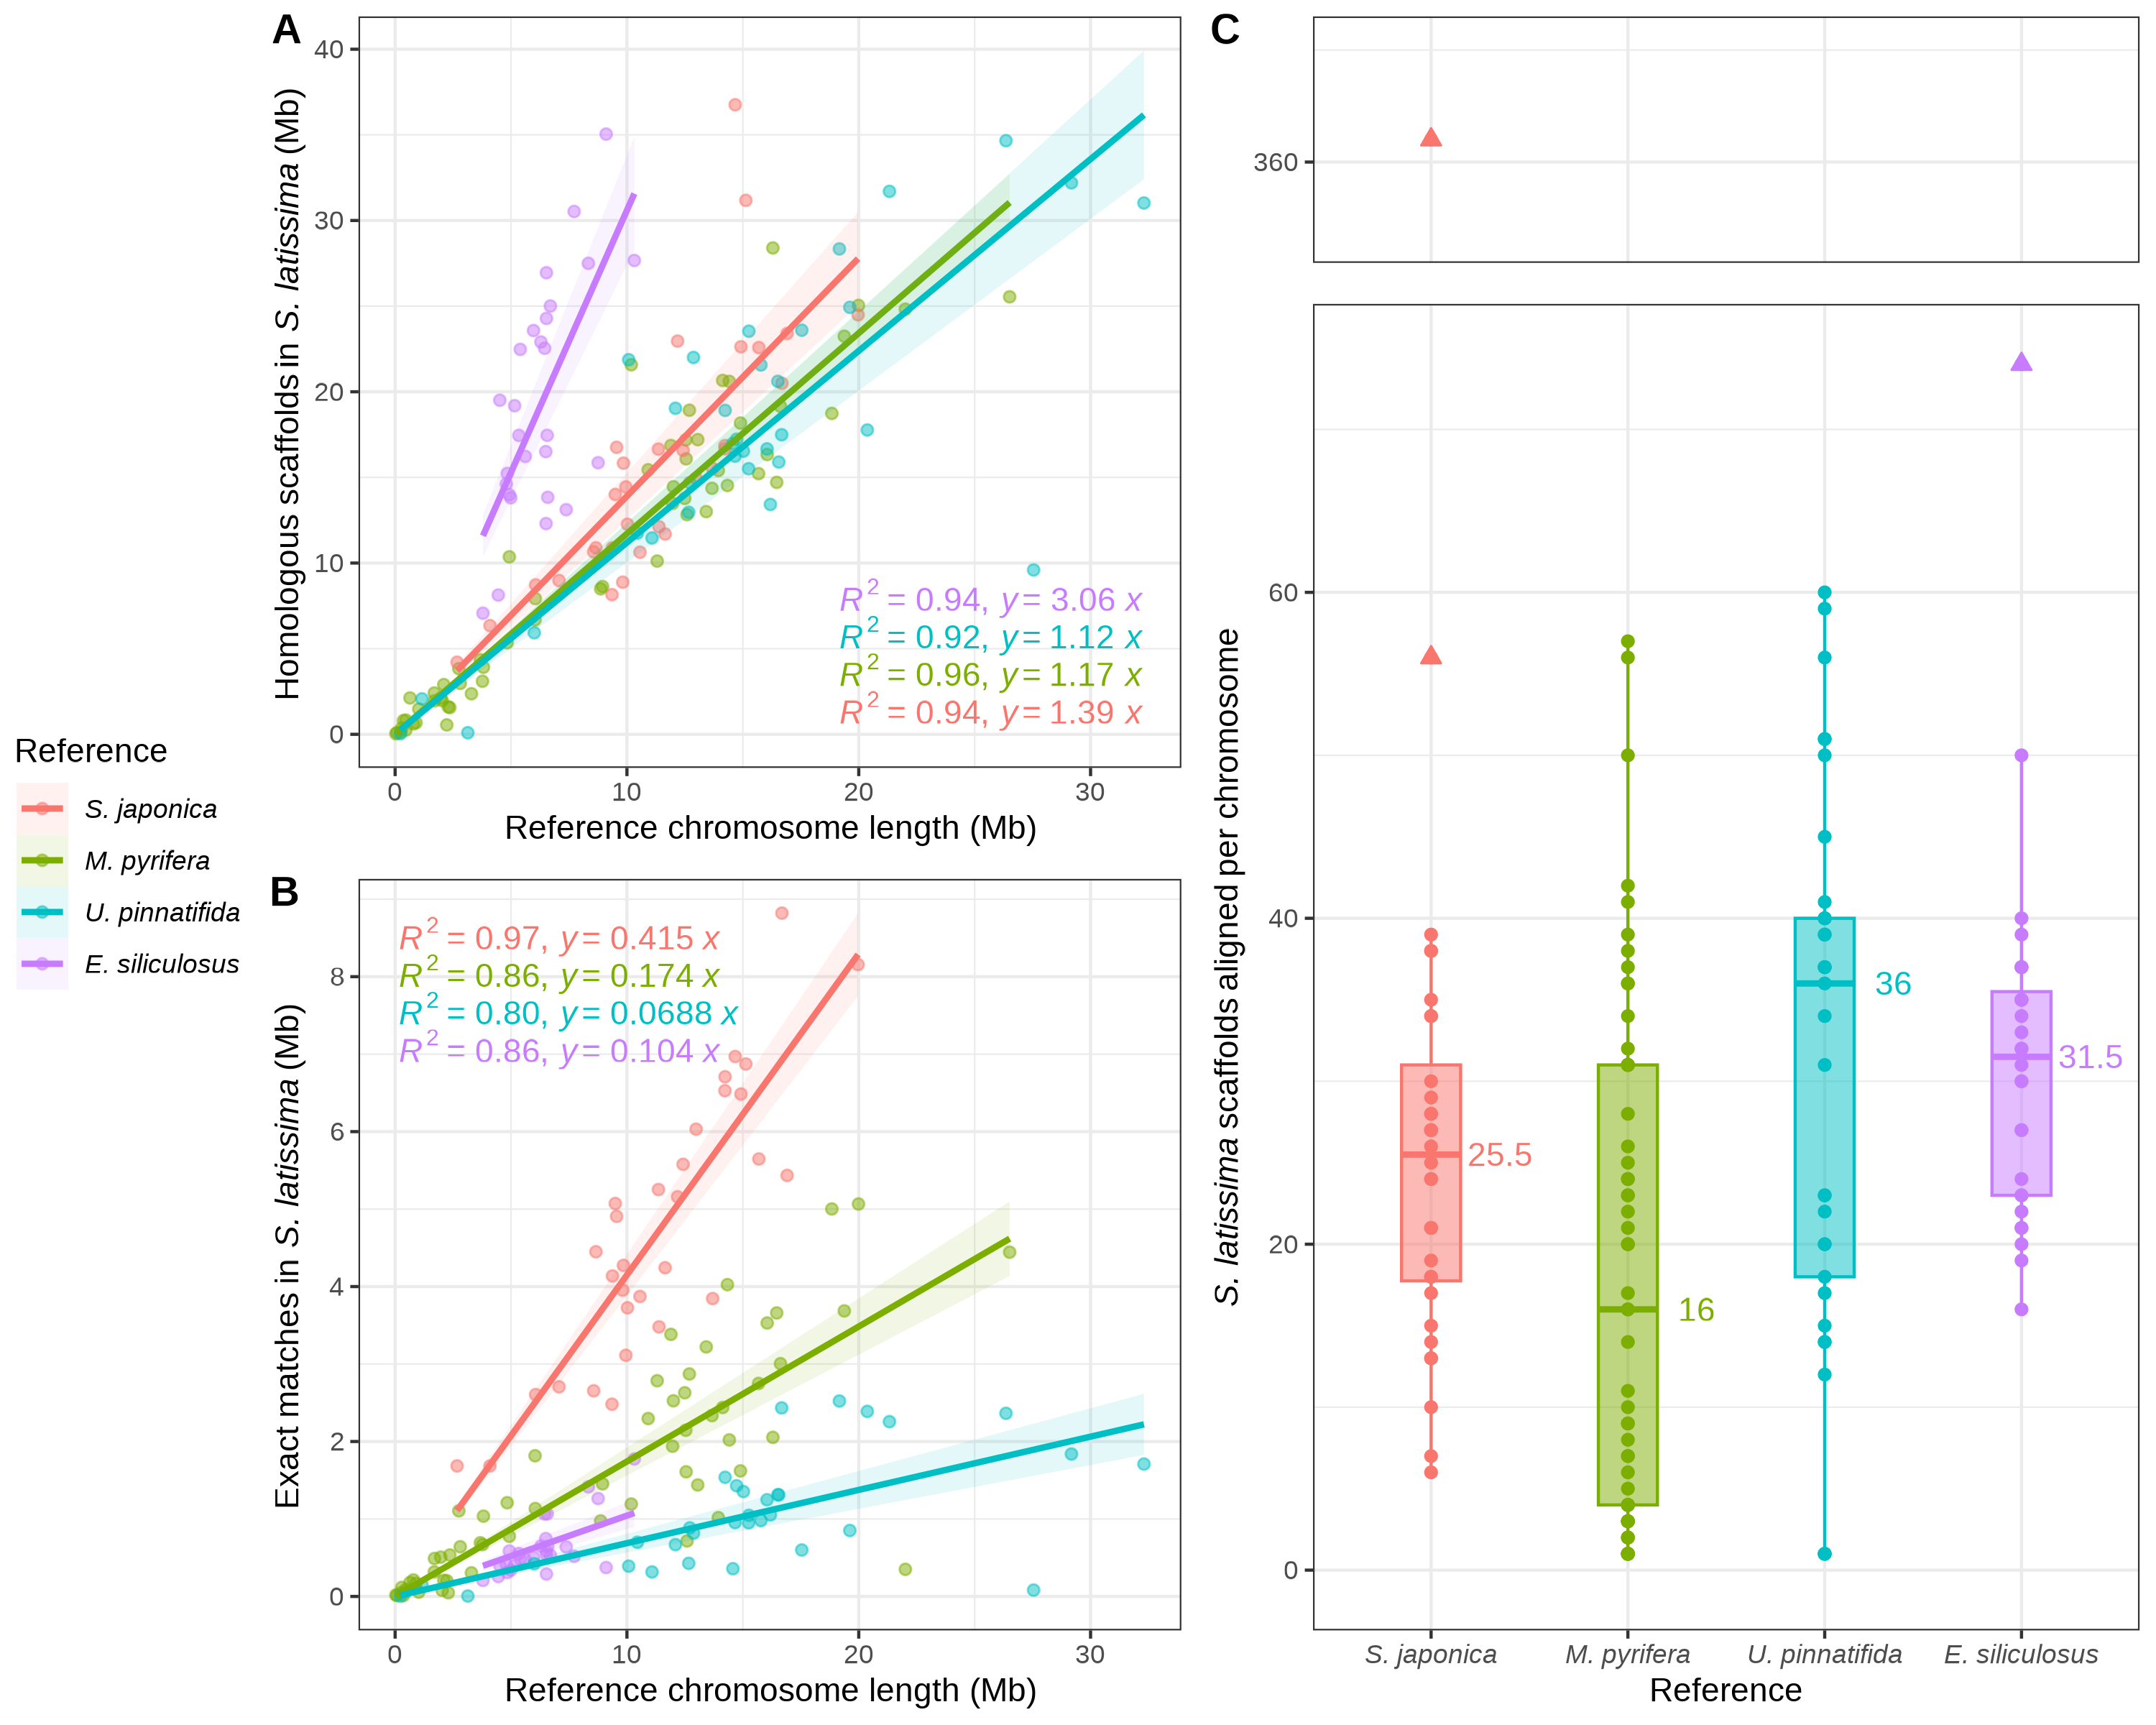 A
Homologous scaffolds in S. latissima (Mb)
40
30
20
10
0
R2 = 0.94, y = 3.06 x
R2 = 0.92, y = 1.12 x
R2 = 0.96, y = 1.17 x
R2 = 0.94, y = 1.39 x
0 10 20 30
Reference chromosome length (Mb)
Reference
S. japonica
M. pyrifera
U. pinnatifida
E. siliculosus
B
Exact matches in S. latissima (Mb)
R2 = 0.97, y = 0.415 x
R2 = 0.86, y = 0.174 x
R2 = 0.80, y = 0.0688 x
R2 = 0.86, y = 0.104 x
8
6
4
2
0
0 10 20 30
Reference chromosome length (Mb)
C
S. latissima scaffolds aligned per chromosome
360
60
40
20
0
25.5
16
36
31.5
S. japonica M. pyrifera U. pinnatifida E. siliculosus
Reference